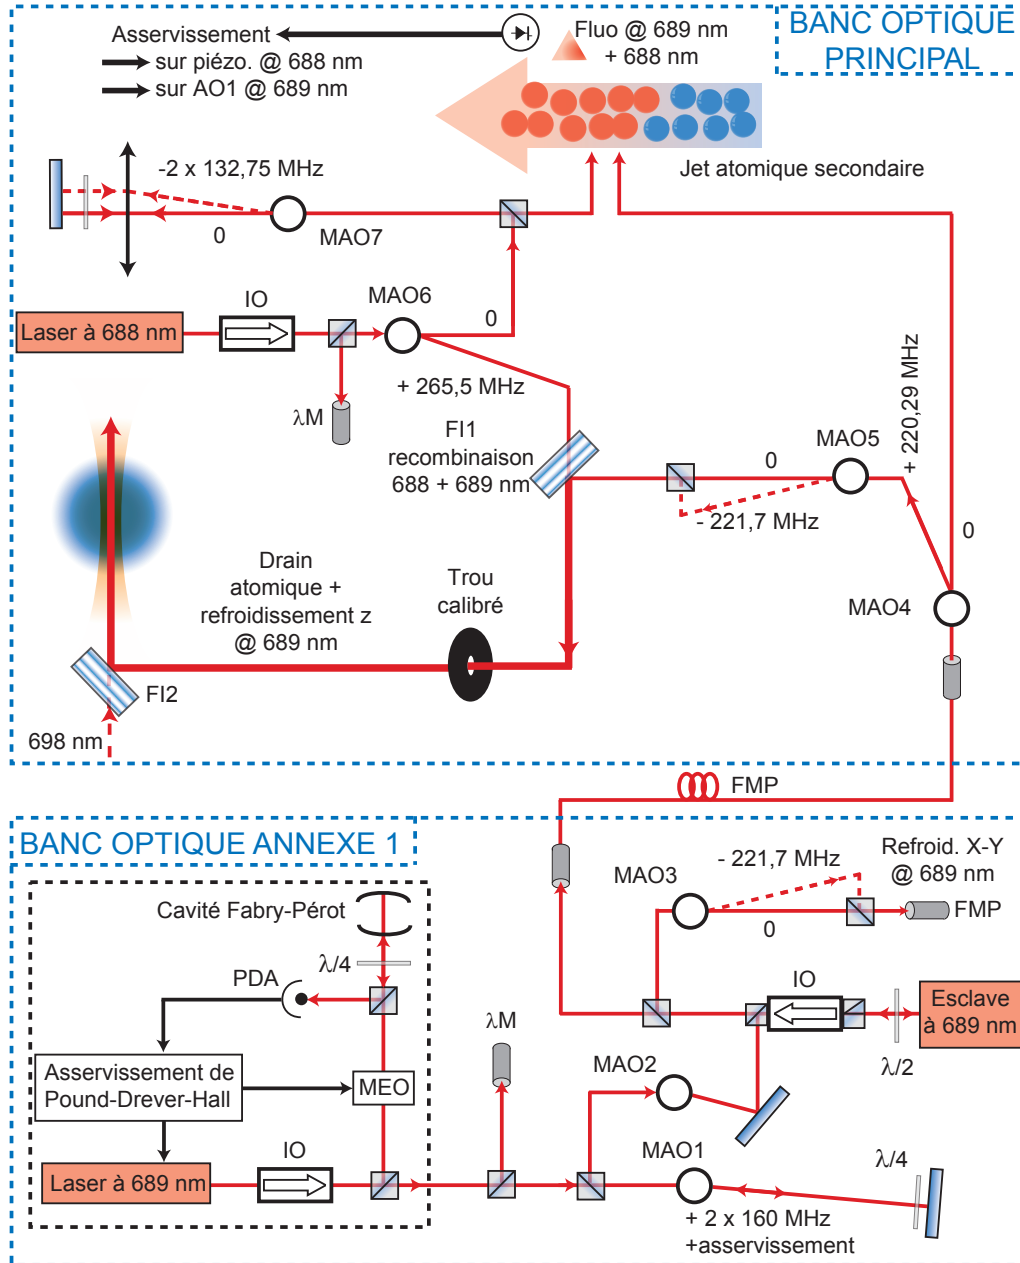 BANC OPTIQUE
PRINCIPAL
Asservissement
sur piézo. @ 688 nm
sur AO1 @ 689 nm
Fluo @ 689 nm
+ 688 nm
Jet atomique secondaire
-2 x 132,75 MHz
0
MAO7
IO
MAO6
Laser à 688 nm
0
+ 265,5 MHz
λM
FI1
recombinaison
688 + 689 nm
MAO5
+ 220,29 MHz
0
- 221,7 MHz
0
MAO4
Drain
atomique +
refroidissement z
@ 689 nm
Trou
calibré
FI2
698 nm
FMP
BANC OPTIQUE ANNEXE 1
Cavité Fabry-Pérot
λ/4
PDA
Asservissement de
Pound-Drever-Hall
MEO
IO
Laser à 689 nm
λM
MAO3
- 221,7 MHz
0
Refroid. X-Y
@ 689 nm
FMP
IO
Esclave
à 689 nm
λ/2
MAO2
MAO1
λ/4
+ 2 x 160 MHz
+asservissement